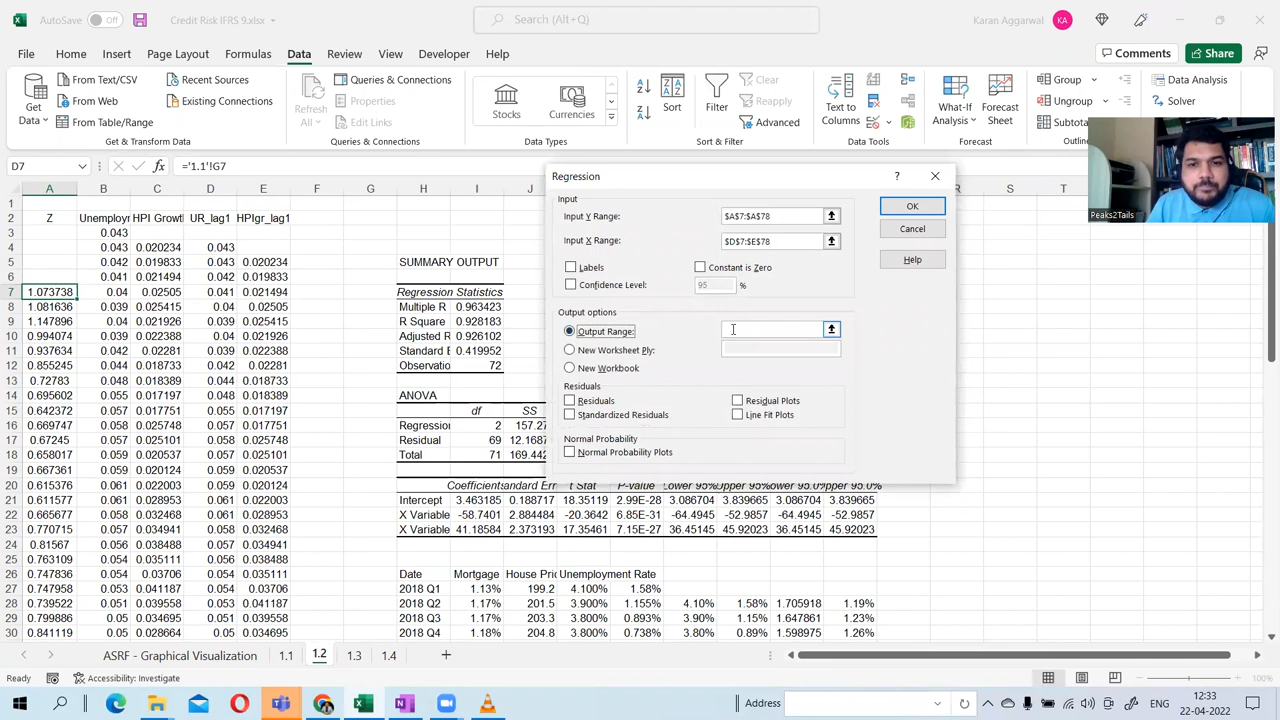 AutoSave Off Credit Risk IFRS 9.xlsx Search (Alt+Q) Karan Aggarwal KA
File Home Insert Page Layout Formulas Data Review View Developer Help Comments Share
Get Data
From Text/CSV
From Web
From Table/Range
Recent Sources
Existing Connections
Get & Transform Data
Refresh All
Queries & Connections
Properties
Edit Links
Queries & Connections
Stocks
Currencies
Data Types
Sort
Filter
Clear
Reapply
Advanced
Sort & Filter
Text to Columns
Data Tools
What-If Analysis
Forecast Sheet
Forecast
Group
Ungroup
Subtota
Outlin
Data Analysis
Solver
Peaks2Tails
D7 fx ='1.1'!G7
A B C D E F G H I J R S T
1
2 Z Unemploym HPI Growth UR_lag1 HPIgr_lag1
3 0.043
4 0.043 0.020234 0.043
5 0.042 0.019833 0.043 0.020234 SUMMARY OUTPUT
6 0.041 0.021494 0.042 0.019833
7 1.073738 0.04 0.02505 0.041 0.021494 Regression Statistics
8 1.081636 0.039 0.025415 0.04 0.02505 Multiple R 0.963423
9 1.147896 0.04 0.021926 0.039 0.025415 R Square 0.928183
10 0.994074 0.04 0.022388 0.04 0.021926 Adjusted R 0.926102
11 0.937634 0.044 0.02281 0.04 0.022388 Standard E 0.419952
12 0.855245 0.044 0.018733 0.044 0.02281 Observatio 72
13 0.72783 0.048 0.018389 0.044 0.018733
14 0.695602 0.055 0.017197 0.048 0.018389 ANOVA
15 0.642372 0.057 0.025748 0.055 0.017197 df SS
16 0.669747 0.058 0.025101 0.057 0.025748 Regression 2 157.27
17 0.67245 0.058 0.020537 0.058 0.025101 Residual 69 12.1687
18 0.658017 0.059 0.020124 0.058 0.020537 Total 71 169.442
19 0.667361
20 0.615376 0.061 0.022003 0.059 0.020124 Coefficients tandard Err t Stat P-value Lower 95% Upper 95% Lower 95.0% Upper 95.0%
21 0.611577 0.061 0.028953 0.061 0.022003 Intercept 3.463185 0.188717 18.35119 2.99E-28 3.086704 3.839665 3.086704 3.839665
22 0.665677 0.058 0.032468 0.061 0.028953 X Variable -58.7401 2.884484 -20.3642 6.85E-31 -64.4945 -52.9857 -64.4945 -52.9857
23 0.770715 0.057 0.034941 0.058 0.032468 X Variable 41.18584 2.373193 17.35461 7.15E-27 36.45145 45.92023 36.45145 45.92023
24 0.81567 0.056 0.038488 0.057 0.034941
25 0.763109 0.054 0.035111 0.056 0.038488
26 0.747836 0.054 0.03706 0.054 0.035111 Date Mortgage House Pric Unemployment Rate
27 0.747958 0.053 0.041187 0.054 0.03706 2018 Q1 1.13% 199.2 4.100% 1.58%
28 0.739522 0.051 0.039558 0.053 0.041187 2018 Q2 1.17% 201.5 3.900% 1.155% 4.10% 1.58% 1.705918 1.19%
29 0.799886 0.05 0.034695 0.051 0.039558 2018 Q3 1.17% 203.3 3.800% 0.893% 3.90% 1.15% 1.647861 1.23%
30 0.841119 0.05 0.028664 0.05 0.034695 2018 Q4 1.18% 204.8 3.800% 0.738% 3.80% 0.89% 1.598975 1.26%
Regression ?
Input
Input Y Range: $A$7:$A$78
Input X Range: $D$7:$E$78
Labels Constant is Zero
Confidence Level: 95 %
OK
Cancel
Help
Output options
Output Range:
New Worksheet Ply:
New Workbook
Residuals
Residuals Residual Plots
Standardized Residuals Line Fit Plots
Normal Probability
Normal Probability Plots
ASRF - Graphical Visualization 1.1 1.2 1.3 1.4
Ready Accessibility: Investigate 100%
Address ENG 12:33
22-04-2022